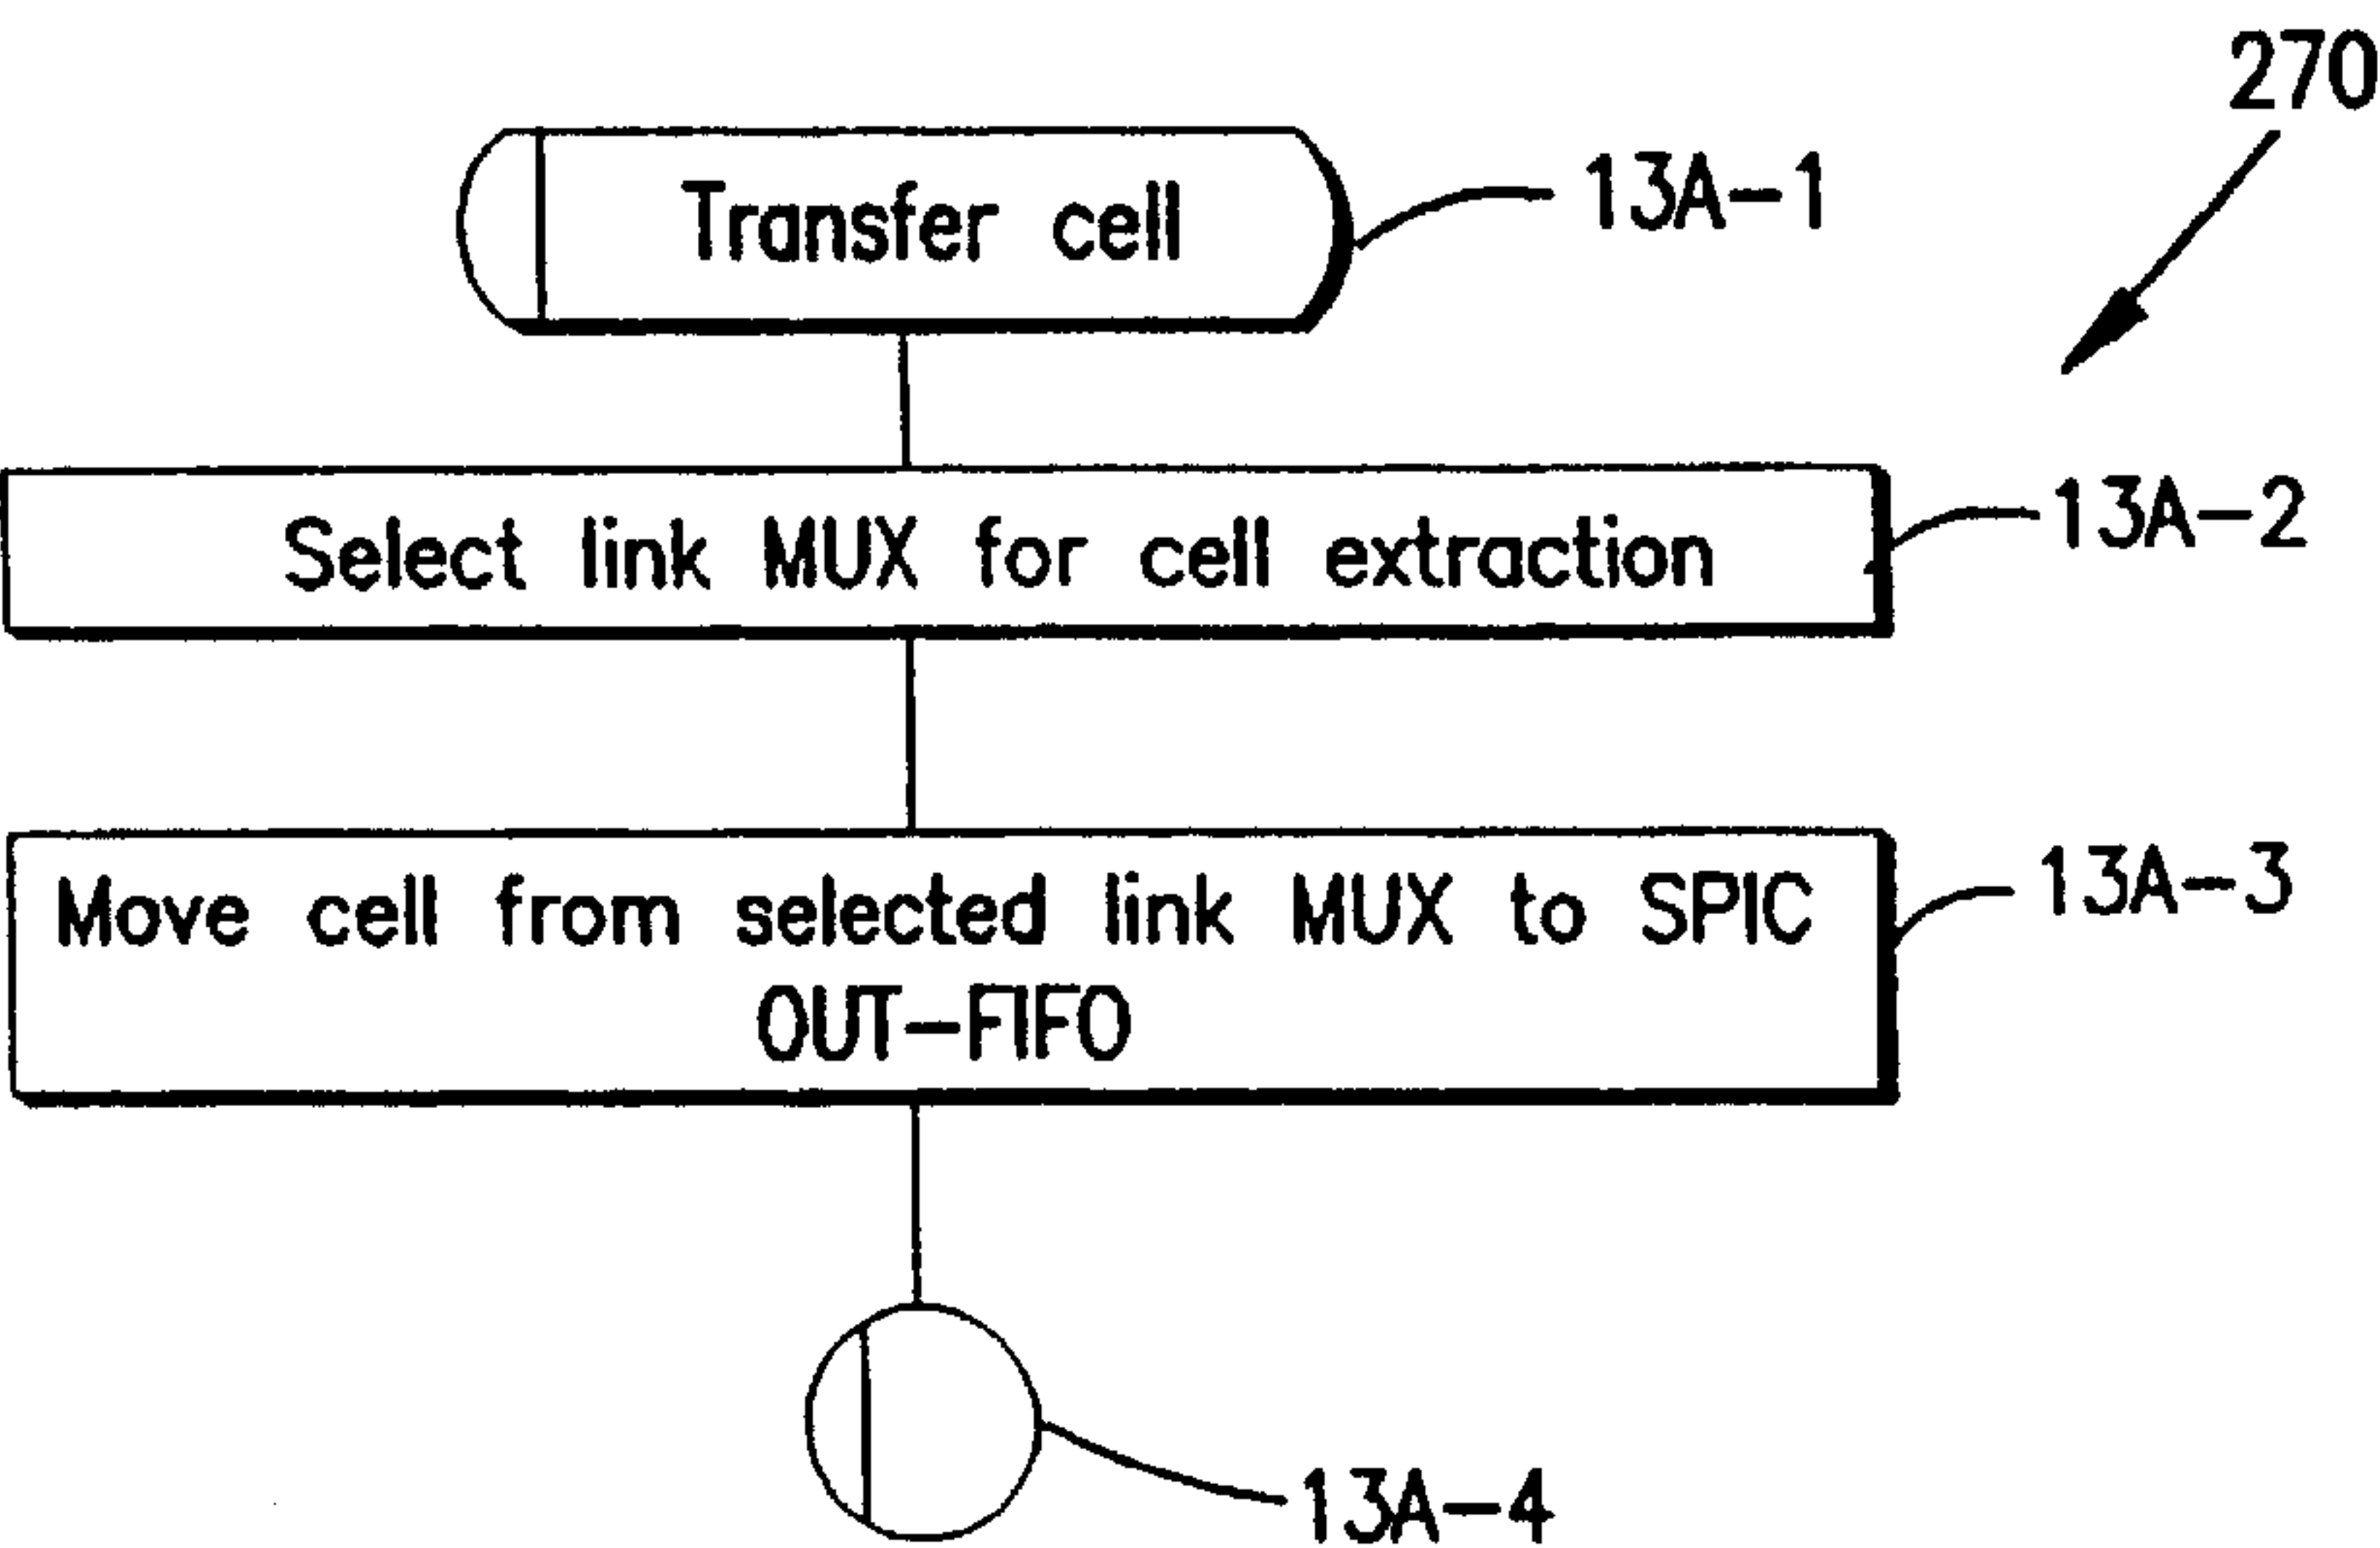 270
Transfer cell
13A-1
Select link MUX for cell extraction
13A-2
Move cell from selected link MUX to SPIC
OUT-FIFO
13A-3
13A-4